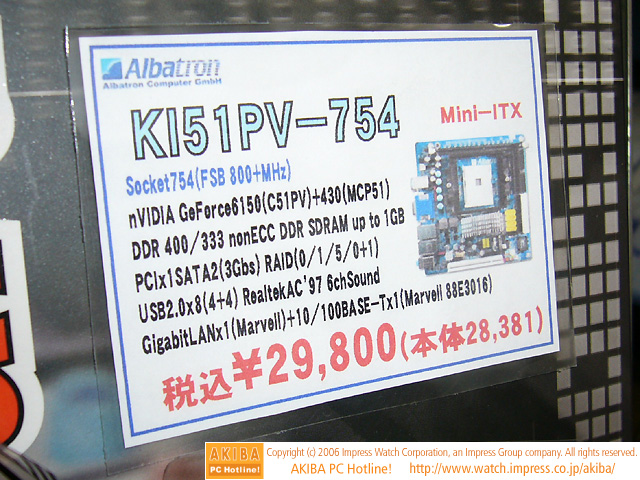 Albatron
Albatron Computer GmbH
KI51PV-754
Mini-ITX
Socket754(FSB 800+MHz)
nVIDIA GeForce6150(C51PV)+430(MCP51)
DDR 400/333 nonECC DDR SDRAM up to 1GB
PCIx1SATA2(3Gbs) RAID(0/1/5/0+1)
USB2.0x8(4+4) RealtekAC'97 6chSound
GigabitLANx1(Marvell)+10/100BASE-Tx1(Marvell 88E3016)
税込¥29,800(本体28,381)
AKIBA
PC Hotline!
Copyright (c) 2006 Impress Watch Corporation, an Impress Group company. All rights reserved.
AKIBA PC Hotline! http://www.watch.impress.co.jp/akiba/